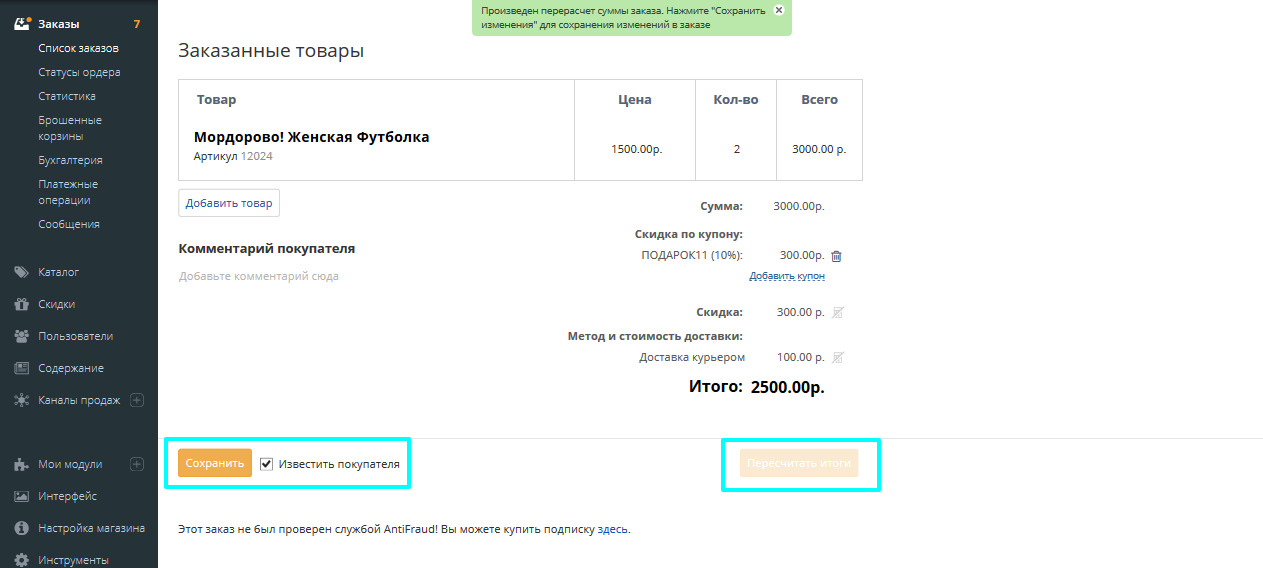 Заказы 7
Список заказов
Статусы ордера
Статистика
Брошенные
корзины
Бухгалтерия
Платежные
операции
Сообщения
Каталог
Скидки
Пользователи
Содержание
Каналы продаж
Мои модули
Интерфейс
Настройка магазина
Инструменты
Произведен перерасчет суммы заказа. Нажмите "Сохранить
изменения" для сохранения изменений в заказе
Заказанные товары
Товар Цена Кол-во Всего
Мордорово! Женская Футболка
Артикул 12024
1500.00р. 2 3000.00 р.
Добавить товар
Сумма: 3000.00р.
Скидка по купону:
ПОДАРОК11 (10%): 300.00р.
Добавить купон
Комментарий покупателя
Добавьте комментарий сюда
Скидка: 300.00 р.
Метод и стоимость доставки:
Доставка курьером 100.00 р.
Итого: 2500.00р.
Сохранить Известить покупателя Пересчитать итоги
Этот заказ не был проверен службой AntiFraud! Вы можете купить подписку здесь.